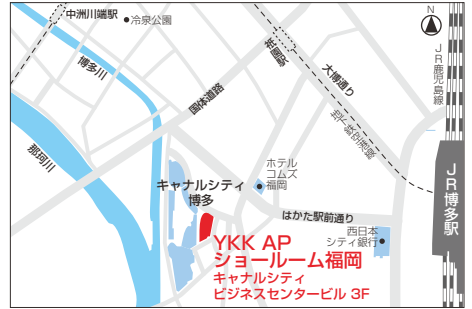 中洲川端駅
冷泉公園
博多川
国体道路
祇園駅
大博通り
地下鉄空港線
N
JR鹿児島線
那珂川
キャナルシティ
博多
ホテル
コムズ
福岡
はかた駅前通り
西日本
シティ銀行
JR博多駅
YKK AP
ショールーム福岡
キャナルシティ
ビジネスセンタービル 3F